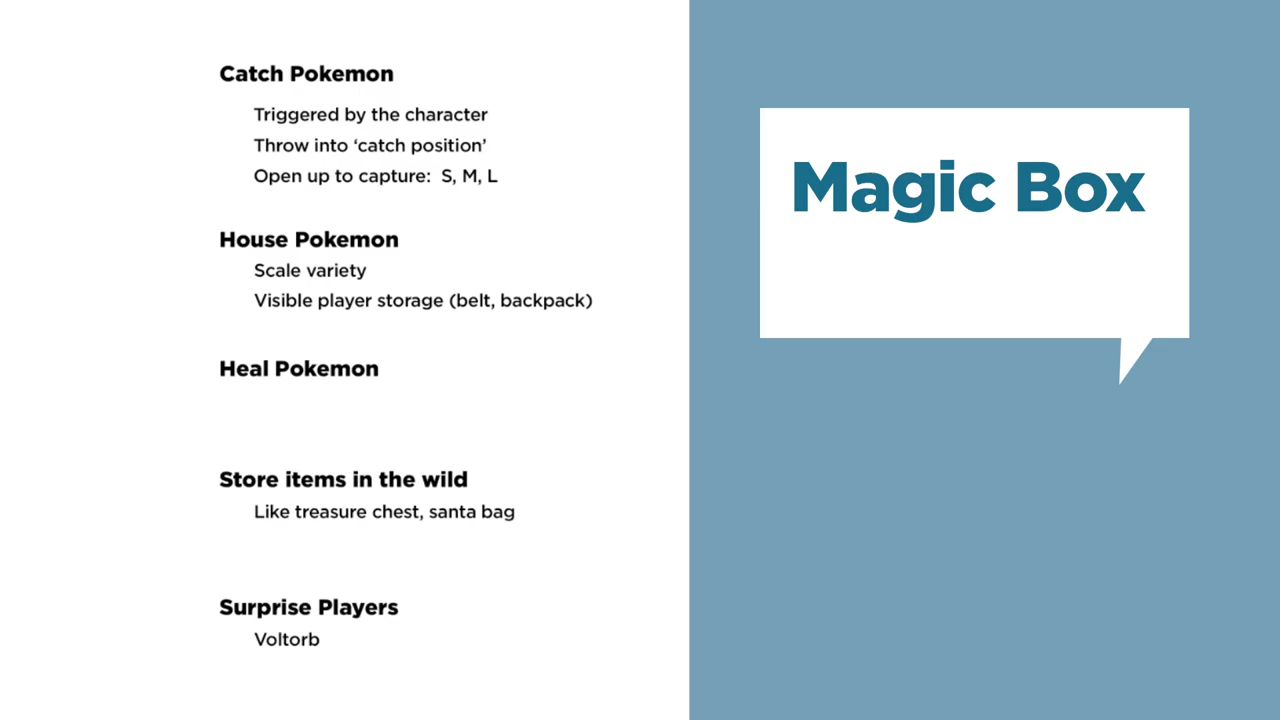 Catch Pokemon
Triggered by the character
Throw into ‘catch position’
Open up to capture:  S, M, L
House Pokemon
Scale variety
Visible player storage (belt, backpack)
Heal Pokemon
Store items in the wild
Like treasure chest, santa bag
Surprise Players
Voltorb
Magic Box